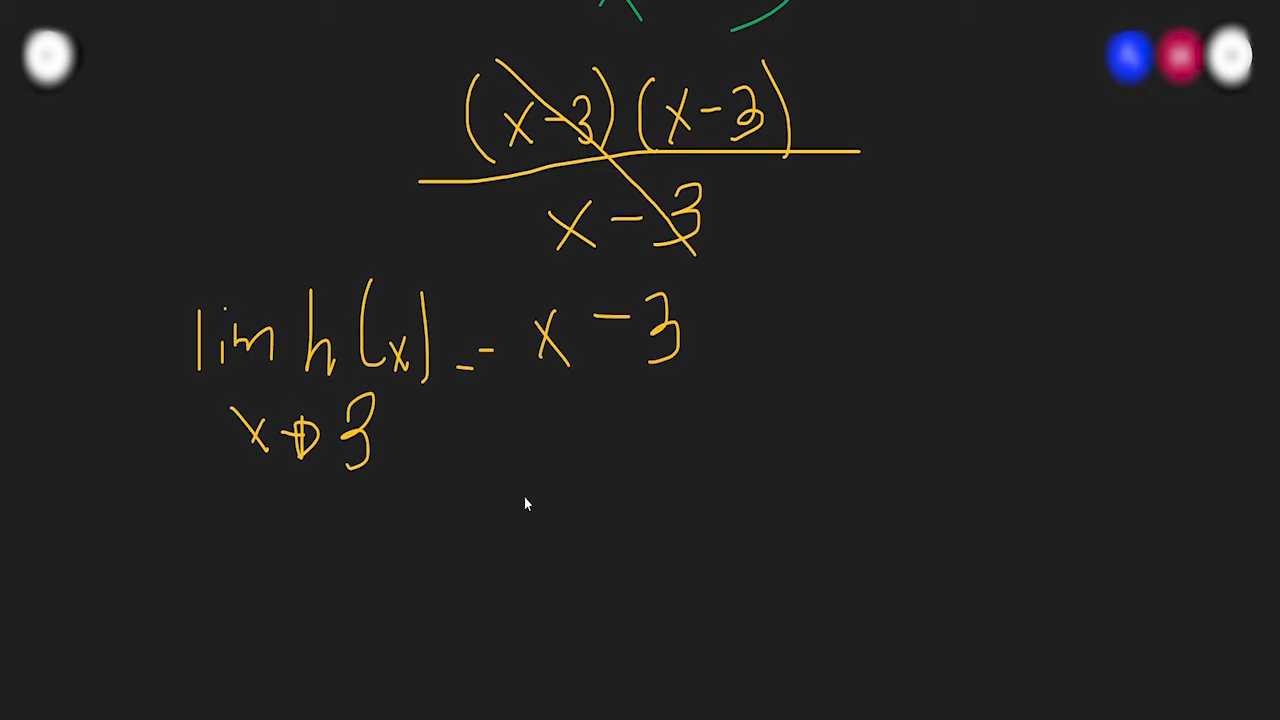 (x-3)(x-3)
x-3
lim h(x) = x-3
x→3